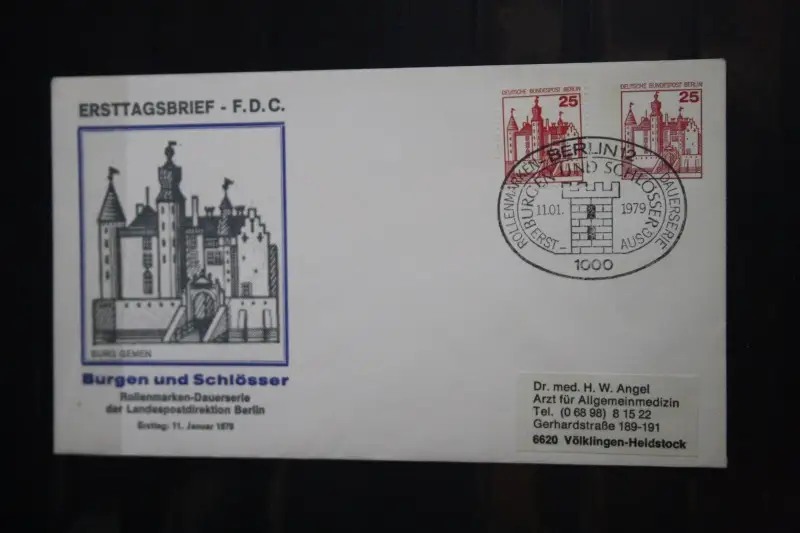 ERSTTAGSBRIEF - F.D.C.
BURG GEMEN
Burgen und Schlösser
Rollenmarken-Dauerserie
der Landespostdirektion Berlin
Ersttag: 11. Januar 1979
DEUTSCHE BUNDESPOST BERLIN
25
DEUTSCHE BUNDESPOST BERLIN
25
BERLIN 12
ROLLENMARKEN- DAUERSERIE
BURGEN UND SCHLÖSSER
11.01. 1979
ERST- AUSG.
1000
Dr. med. H. W. Angel
Arzt für Allgemeinmedizin
Tel. (0 68 98) 8 15 22
Gerhardstraße 189-191
6620 Völklingen-Heidstock